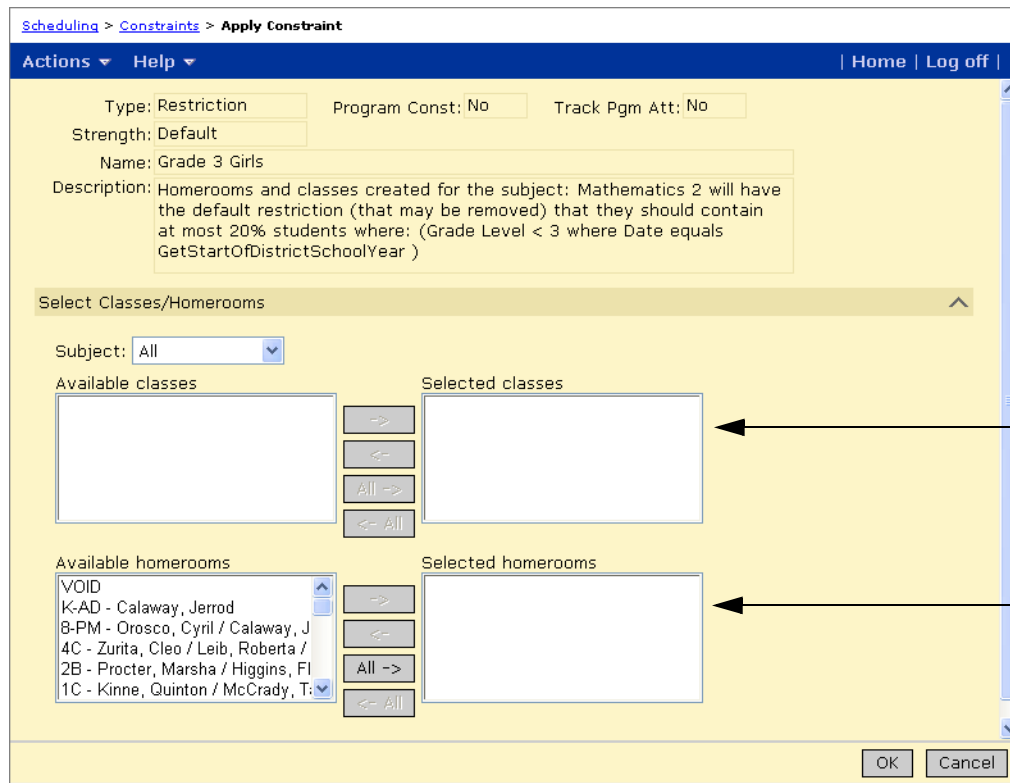 Scheduling > Constraints > Apply Constraint
Actions Help | Home | Log off |
Type: Restriction Program Const: No Track Pgm Att: No
Strength: Default
Name: Grade 3 Girls
Description: Homerooms and classes created for the subject: Mathematics 2 will have
the default restriction (that may be removed) that they should contain
at most 20% students where: (Grade Level < 3 where Date equals
GetStartOfDistrictSchoolYear )
Select Classes/Homerooms
Subject: All
Available classes Selected classes
->
<-
All ->
<- All
Available homerooms Selected homerooms
VOID
K-AD - Calaway, Jerrod
8-PM - Orosco, Cyril / Calaway, J
4C - Zurita, Cleo / Leib, Roberta /
2B - Procter, Marsha / Higgins, Fl
1C - Kinne, Quinton / McCrady, Ta
->
<-
All ->
<- All
OK Cancel